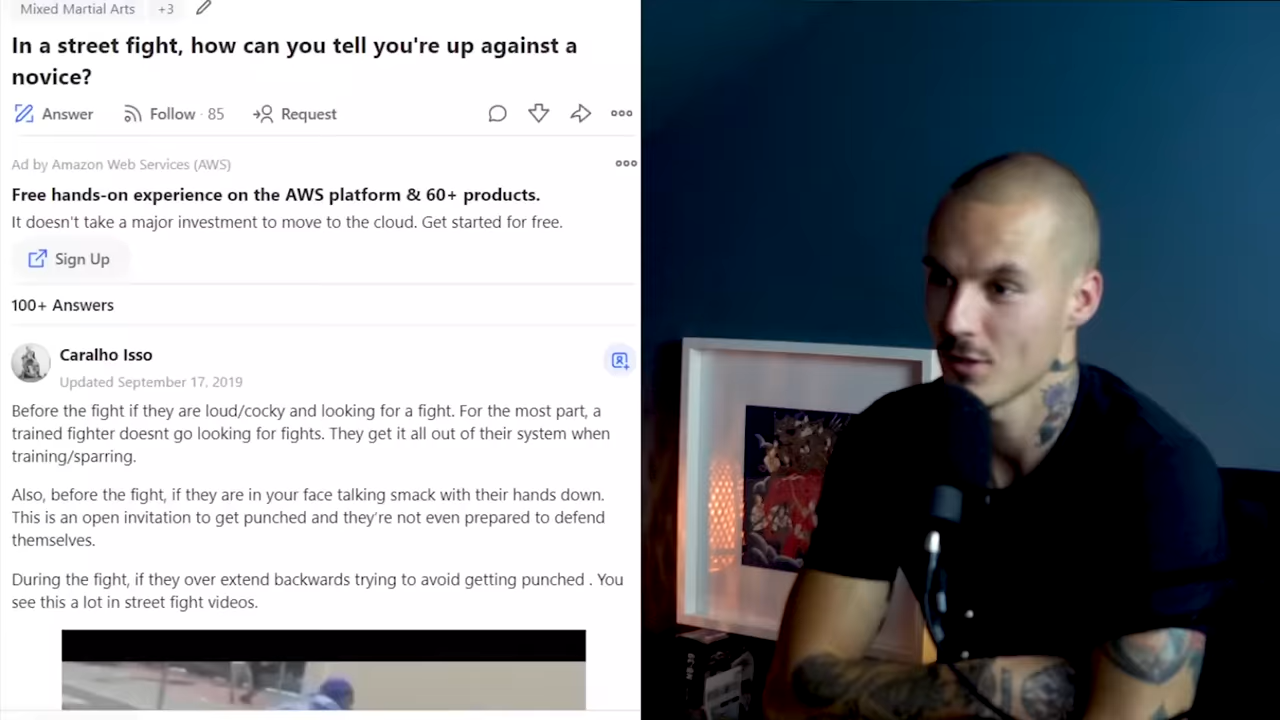 Mixed Martial Arts +3
In a street fight, how can you tell you're up against a
novice?
Answer Follow · 85 Request
Ad by Amazon Web Services (AWS)
Free hands-on experience on the AWS platform & 60+ products.
It doesn't take a major investment to move to the cloud. Get started for free.
Sign Up
100+ Answers
Caralho Isso
Updated September 17, 2019
Before the fight if they are loud/cocky and looking for a fight. For the most part, a
trained fighter doesnt go looking for fights. They get it all out of their system when
training/sparring.
Also, before the fight, if they are in your face talking smack with their hands down.
This is an open invitation to get punched and they're not even prepared to defend
themselves.
During the fight, if they over extend backwards trying to avoid getting punched . You
see this a lot in street fight videos.
NB-39